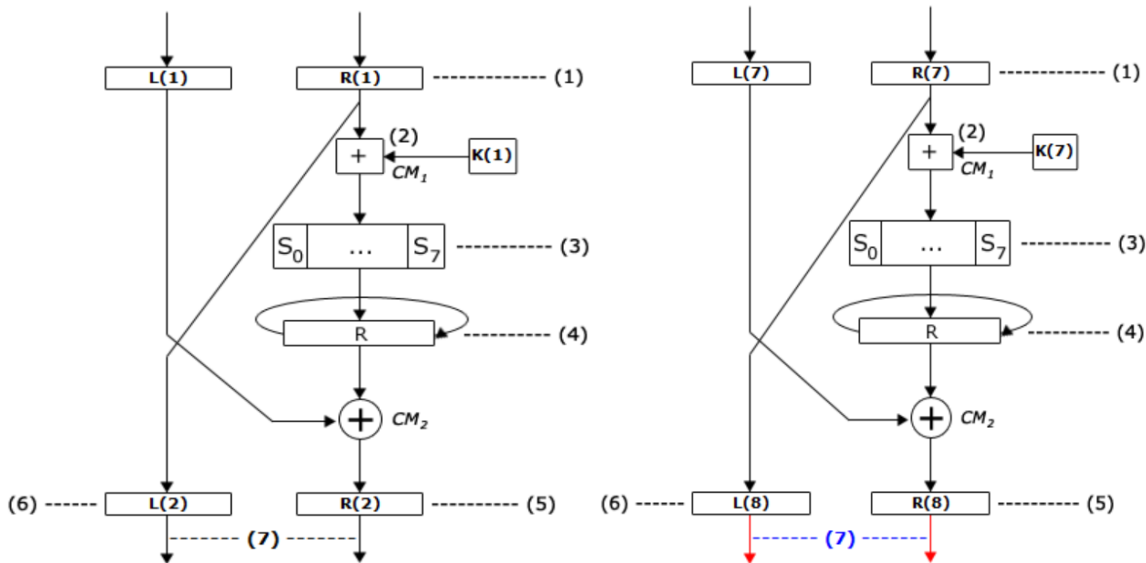 L(1) R(1) (1)
(2)
+ K(1)
CM₁
S₀ ... S₇ (3)
R (4)
+ CM₂
(6) L(2) R(2) (5)
(7)
L(7) R(7) (1)
(2)
+ K(7)
CM₁
S₀ ... S₇ (3)
R (4)
+ CM₂
(6) L(8) R(8) (5)
(7)